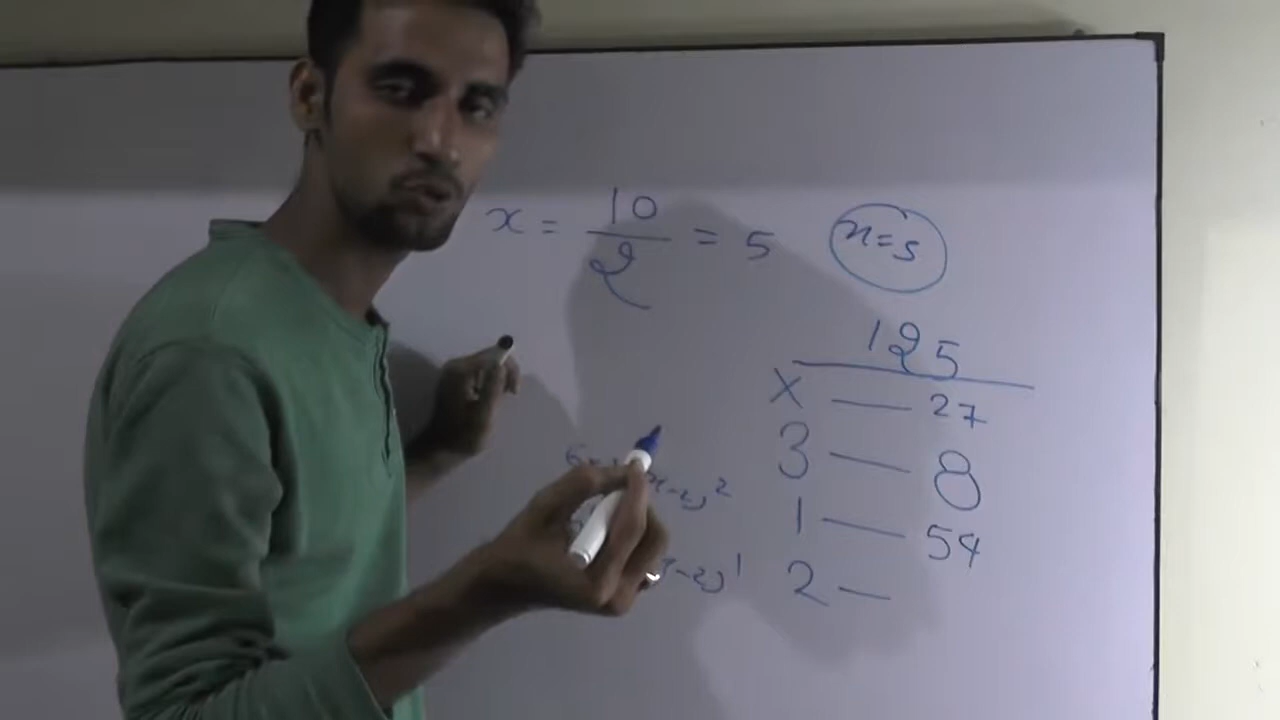 x = 10/2 = 5
n=5
125
X — 27
3 — 8
1 — 54
2 —